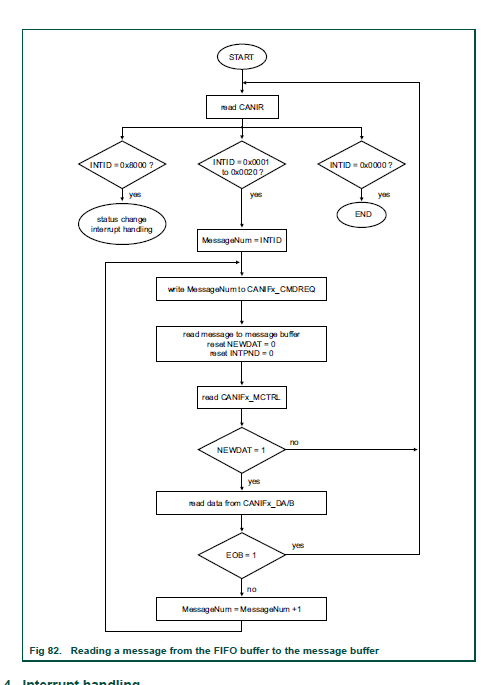 START
read CANIR
INTID = 0x8000 ?
INTID = 0x0001
to 0x0020 ?
INTID = 0x0000 ?
yes
yes
yes
status change
interrupt handling
END
MessageNum = INTID
write MessageNum to CANIFx_CMDREQ
read message to message buffer
reset NEWDAT = 0
reset INTPND = 0
read CANIFx_MCTRL
NEWDAT = 1
no
yes
read data from CANIFx_DA/B
EOB = 1
yes
no
MessageNum = MessageNum +1
Fig 82. Reading a message from the FIFO buffer to the message buffer
4 Interrupt handling